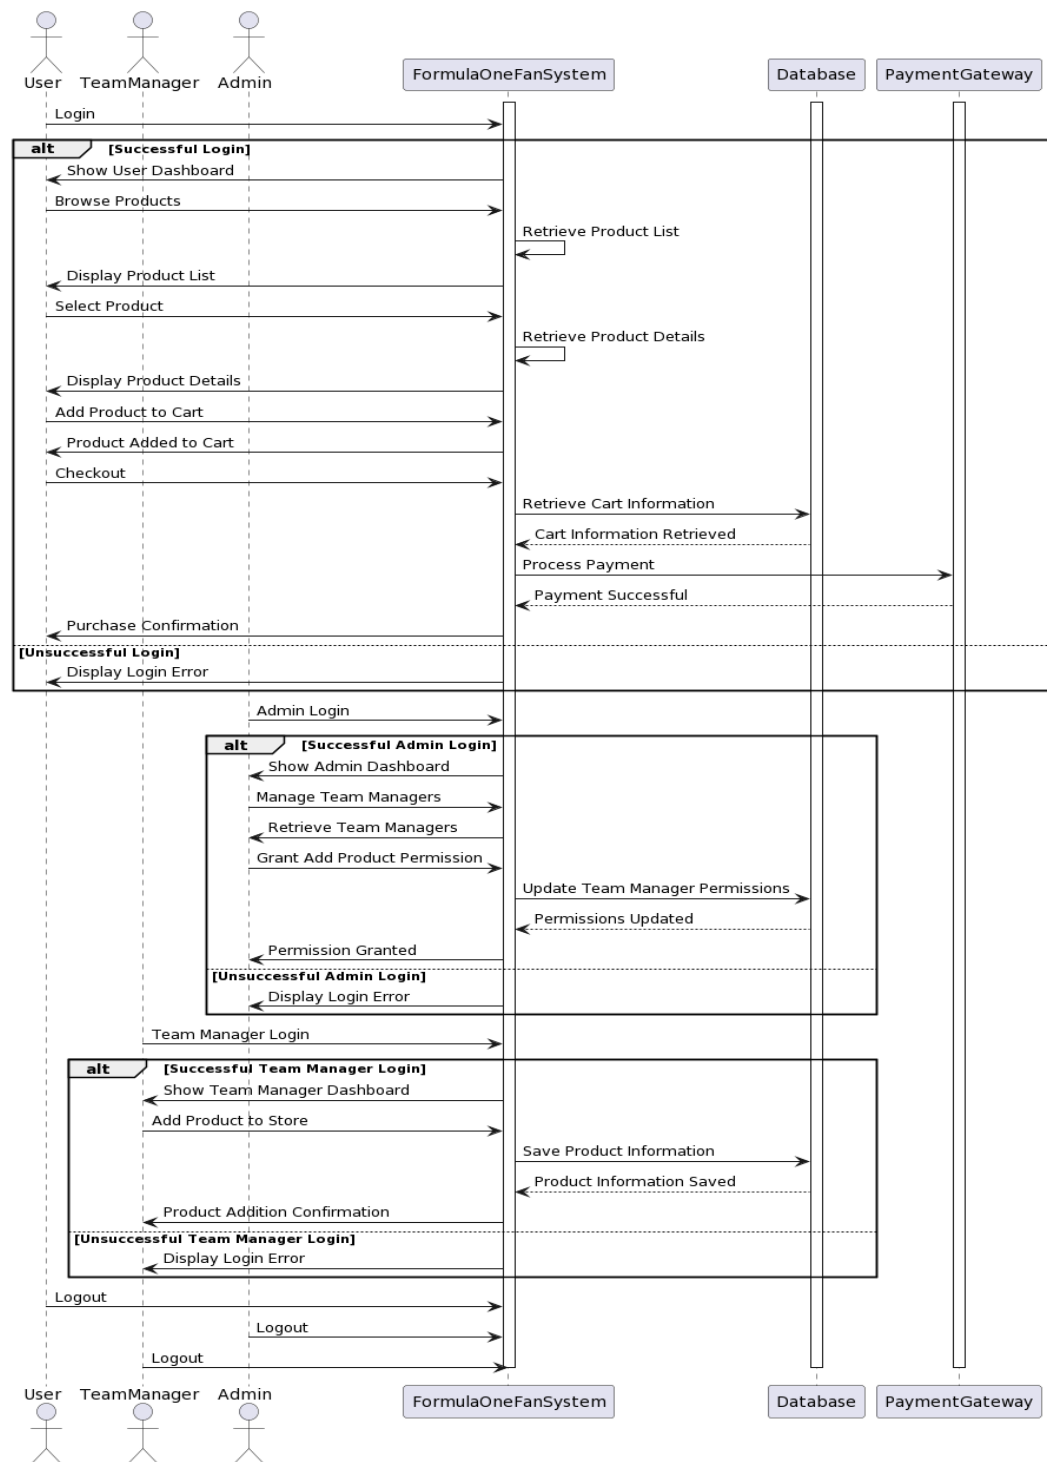 User TeamManager Admin FormulaOneFanSystem Database PaymentGateway
Login
alt [Successful Login]
Show User Dashboard
Browse Products
Retrieve Product List
Display Product List
Select Product
Retrieve Product Details
Display Product Details
Add Product to Cart
Product Added to Cart
Checkout
Retrieve Cart Information
Cart Information Retrieved
Process Payment
Payment Successful
Purchase Confirmation
[Unsuccessful Login]
Display Login Error
Admin Login
alt [Successful Admin Login]
Show Admin Dashboard
Manage Team Managers
Retrieve Team Managers
Grant Add Product Permission
Update Team Manager Permissions
Permissions Updated
Permission Granted
[Unsuccessful Admin Login]
Display Login Error
Team Manager Login
alt [Successful Team Manager Login]
Show Team Manager Dashboard
Add Product to Store
Save Product Information
Product Information Saved
Product Addition Confirmation
[Unsuccessful Team Manager Login]
Display Login Error
Logout
Logout
Logout
User TeamManager Admin FormulaOneFanSystem Database PaymentGateway